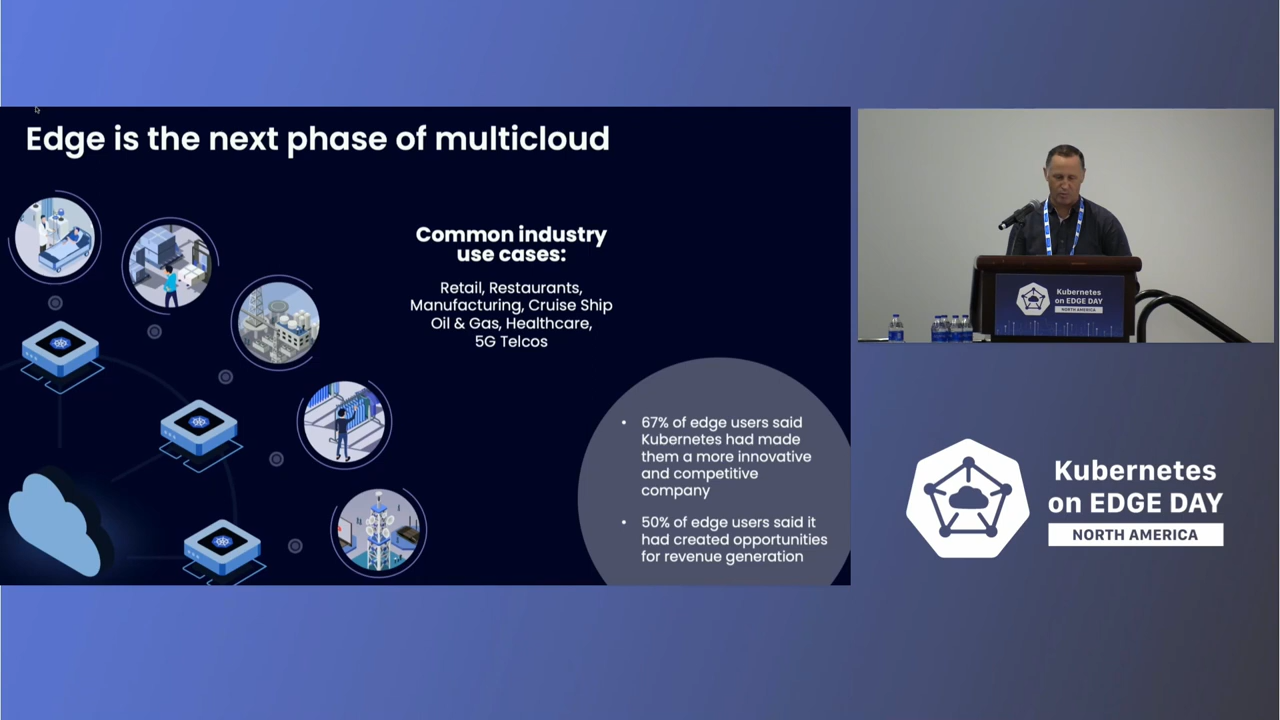 Edge is the next phase of multicloud
Common industry
use cases:
Retail, Restaurants,
Manufacturing, Cruise Ship
Oil & Gas, Healthcare,
5G Telcos
• 67% of edge users said
Kubernetes had made
them a more innovative
and competitive
company
• 50% of edge users said it
had created opportunities
for revenue generation
Kubernetes
on EDGE DAY
NORTH AMERICA
Kubernetes
on EDGE DAY
NORTH AMERICA